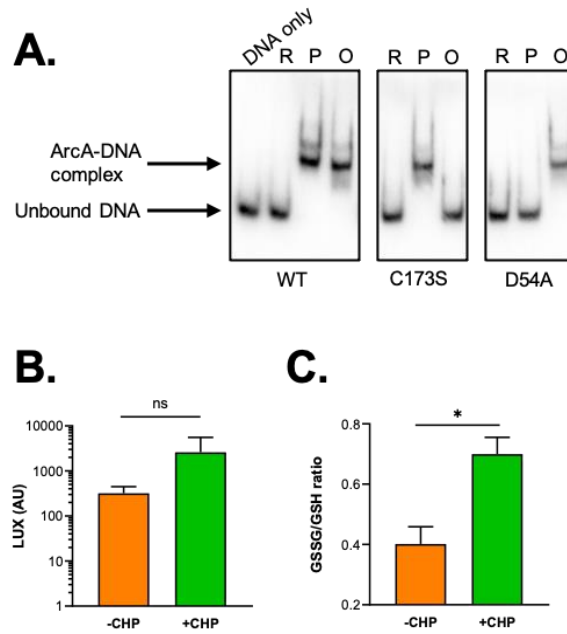 A.
DNA only
R P O
R P O
R P O
ArcA-DNA
complex
Unbound DNA
WT
C173S
D54A
B.
ns
10000
1000
100
10
1
LUX (AU)
-CHP
+CHP
C.
*
0.8
0.6
0.4
0.2
GSSG/GSH ratio
-CHP
+CHP